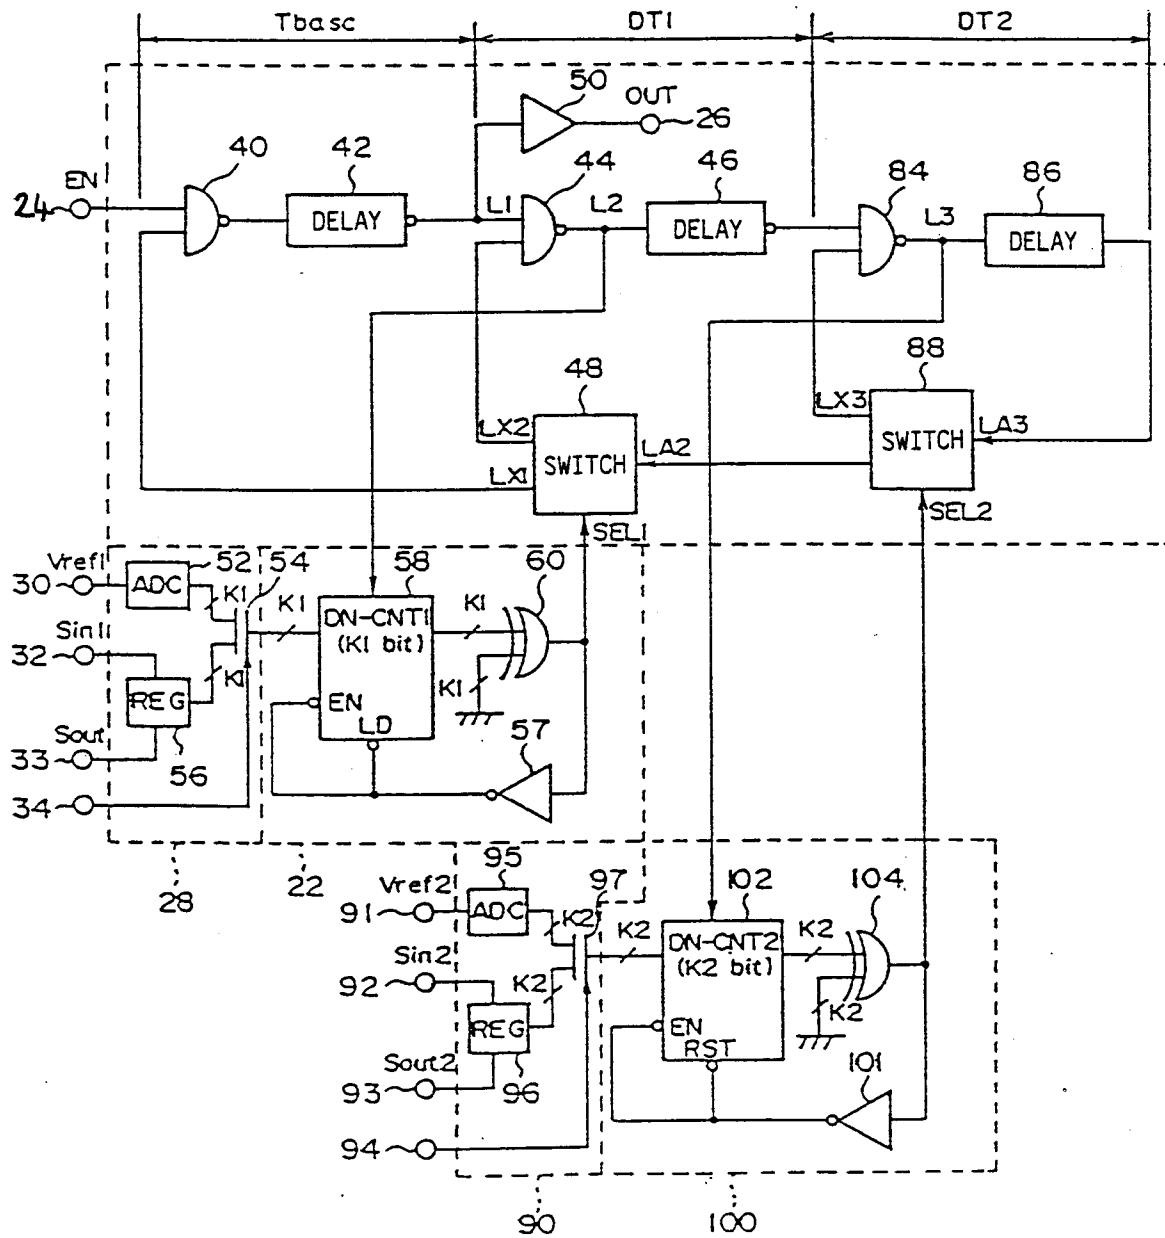 Tbasc DT1 DT2
50 OUT
26
40 42 44 46 84 86
EN
24
DELAY L1 L2 DELAY L3 DELAY
48 88
LX2 LX3
SWITCH LA2 SWITCH LA3
LX1
SEL1 SEL2
Vref1 52 54 58 60
30 ADC K1 K1 DN-CNT1 (K1 bit) K1
Sin1
32 K1 K1
REG EN
LD 57
Sout
33 56
34
28 22
95 97 102 104
Vref2
91 ADC K2 K2 DN-CNT2 (K2 bit) K2
Sin2
92 K2 K2
REG EN
RST 101
Sout2
93 96
94
90 100